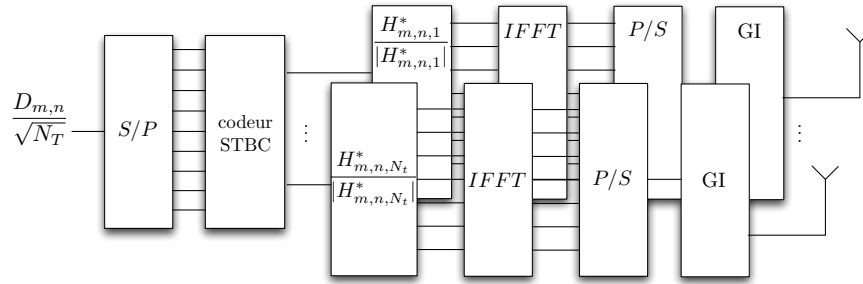 D_{m,n}
√N_T
S/P
codeur
STBC
⋮
H^*_{m,n,1}
|H^*_{m,n,1}|
IFFT
P/S
GI
H^*_{m,n,N_t}
|H^*_{m,n,N_t}|
IFFT
P/S
GI
⋮